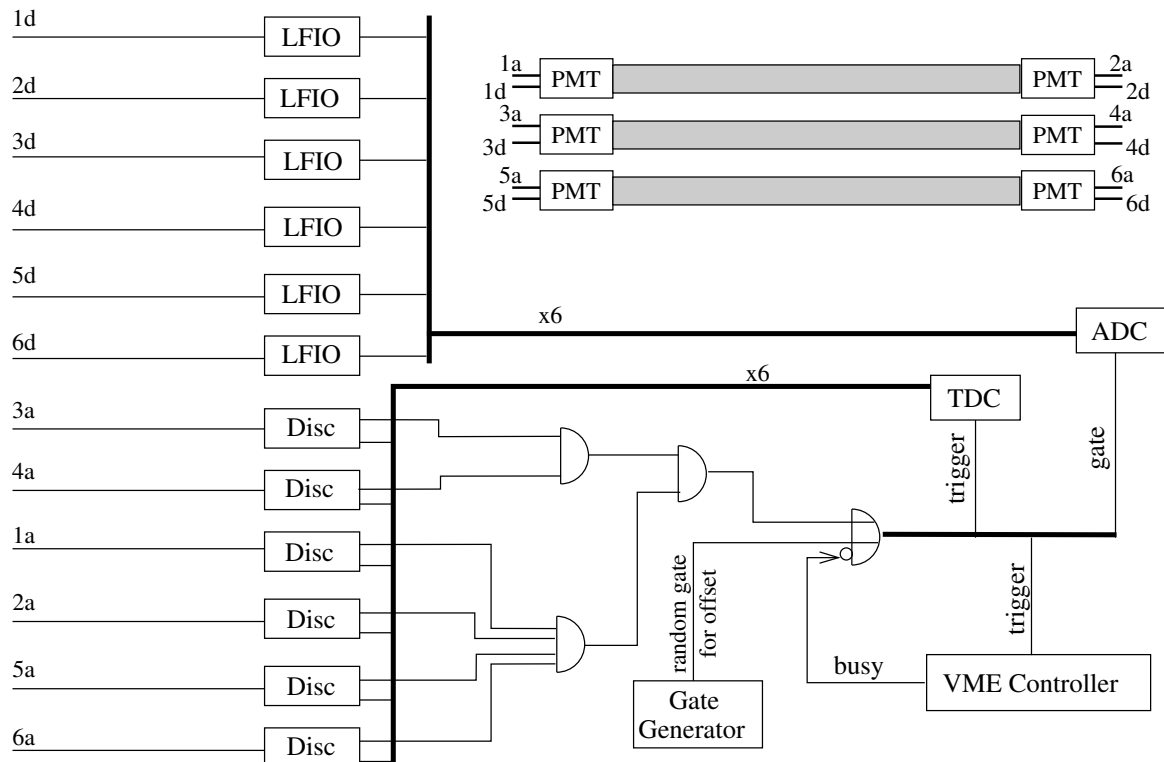 1d
LFIO
2d
LFIO
3d
LFIO
4d
LFIO
5d
LFIO
6d
LFIO
1a
1d
PMT
PMT
2a
2d
3a
3d
PMT
PMT
4a
4d
5a
5d
PMT
PMT
6a
6d
x6
ADC
x6
TDC
trigger
gate
3a
Disc
4a
Disc
1a
Disc
2a
Disc
5a
Disc
6a
Disc
random gate
for offset
Gate
Generator
busy
trigger
VME Controller